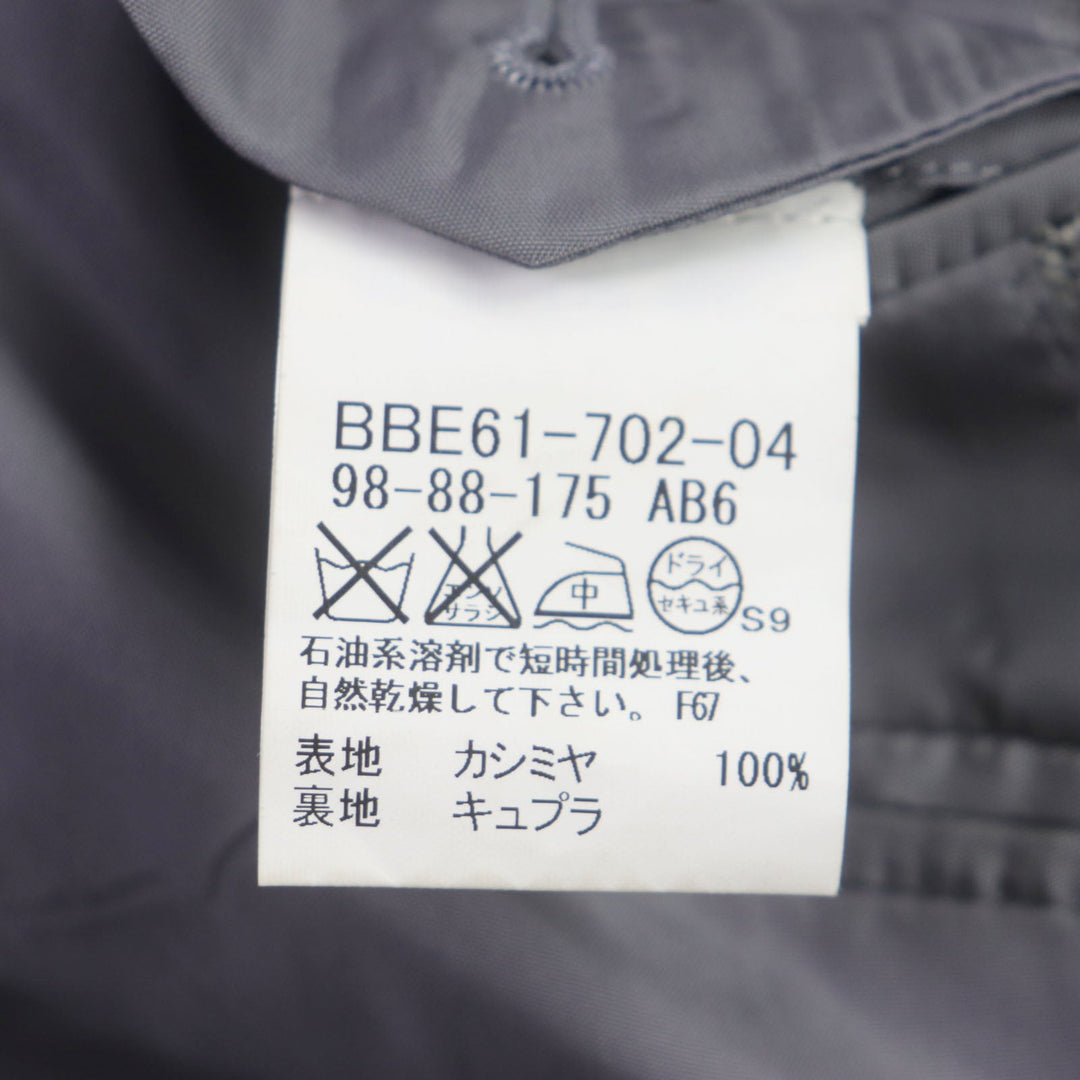 BBE61-702-04
98-88-175 AB6
エンソ
サラシ
中
ドライ
セキユ系
S9
石油系溶剤で短時間処理後、
自然乾燥して下さい。 F67
表地 カシミヤ 100%
裏地 キュプラ